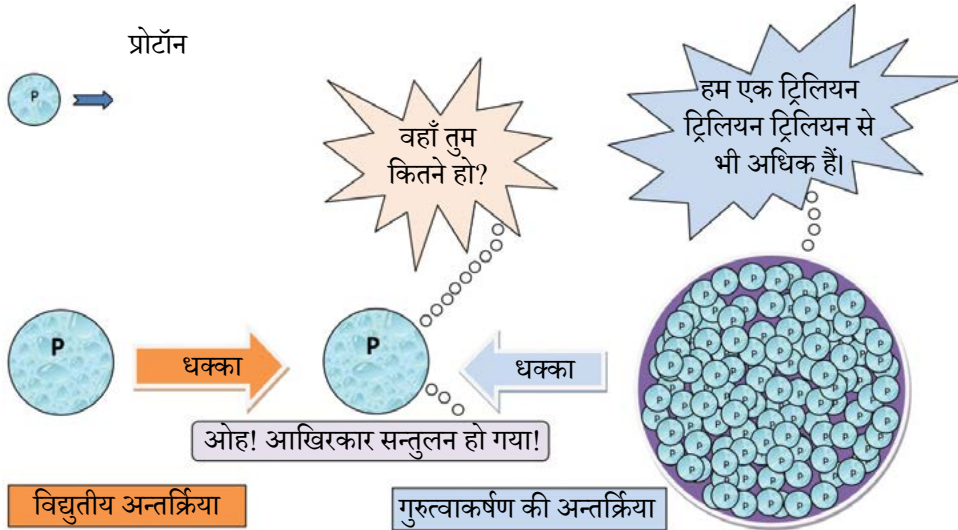 प्रोटॉन
P
वहाँ तुम
कितने हो?
हम एक ट्रिलियन
ट्रिलियन ट्रिलियन से
भी अधिक हैं।
P
धक्का
P
धक्का
ओह! आखिरकार सन्तुलन हो गया!
विद्युतीय अन्तर्क्रिया
गुरुत्वाकर्षण की अन्तर्क्रिया